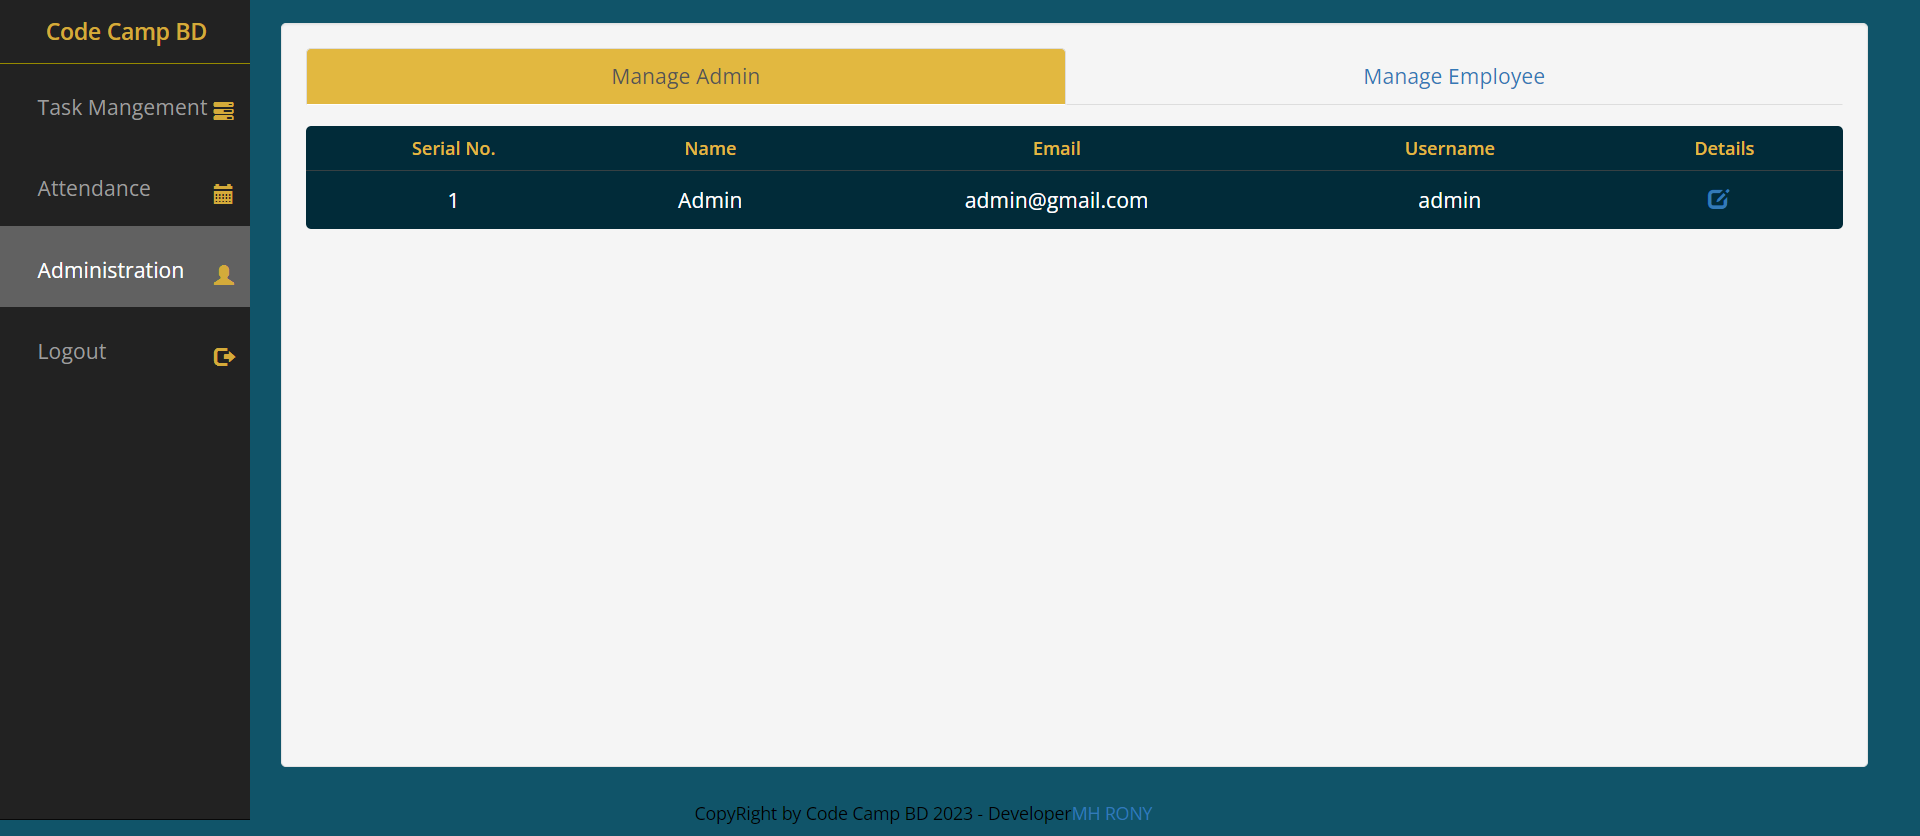 Code Camp BD
Task Mangement
Attendance
Administration
Logout
Manage Admin Manage Employee
Serial No. Name Email Username Details
1 Admin admin@gmail.com admin
CopyRight by Code Camp BD 2023 - DeveloperMH RONY